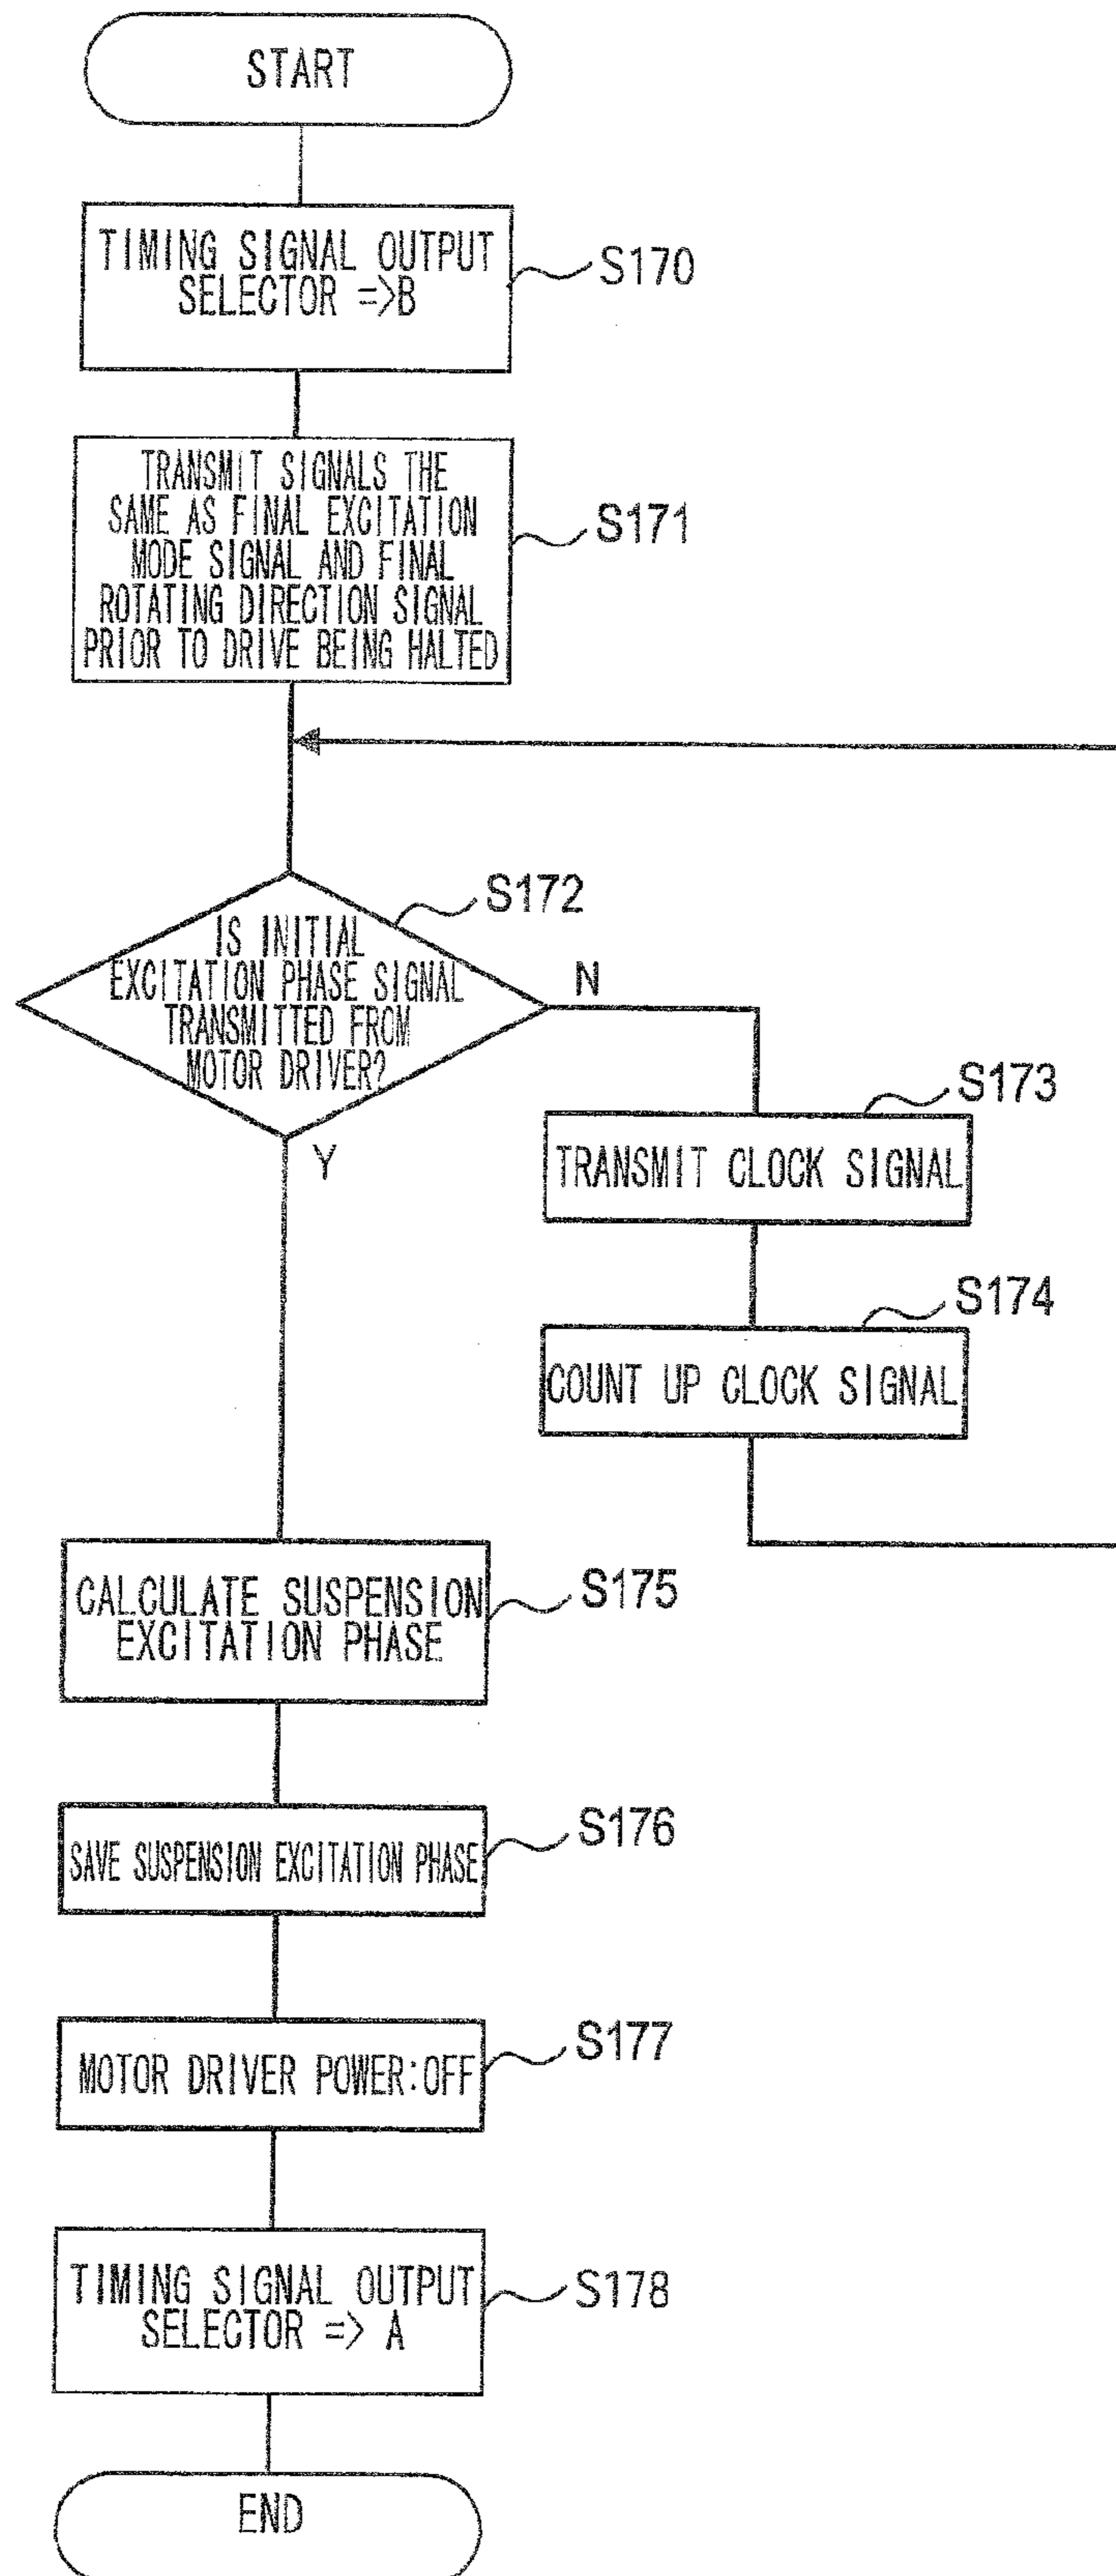 START
TIMING SIGNAL OUTPUT
SELECTOR =>B
S170
TRANSMIT SIGNALS THE
SAME AS FINAL EXCITATION
MODE SIGNAL AND FINAL
ROTATING DIRECTION SIGNAL
PRIOR TO DRIVE BEING HALTED
S171
S172
IS INITIAL
EXCITATION PHASE SIGNAL
TRANSMITTED FROM
MOTOR DRIVER?
N
Y
S173
TRANSMIT CLOCK SIGNAL
S174
COUNT UP CLOCK SIGNAL
CALCULATE SUSPENSION
EXCITATION PHASE
S175
SAVE SUSPENSION EXCITATION PHASE
S176
MOTOR DRIVER POWER:OFF
S177
TIMING SIGNAL OUTPUT
SELECTOR => A
S178
END